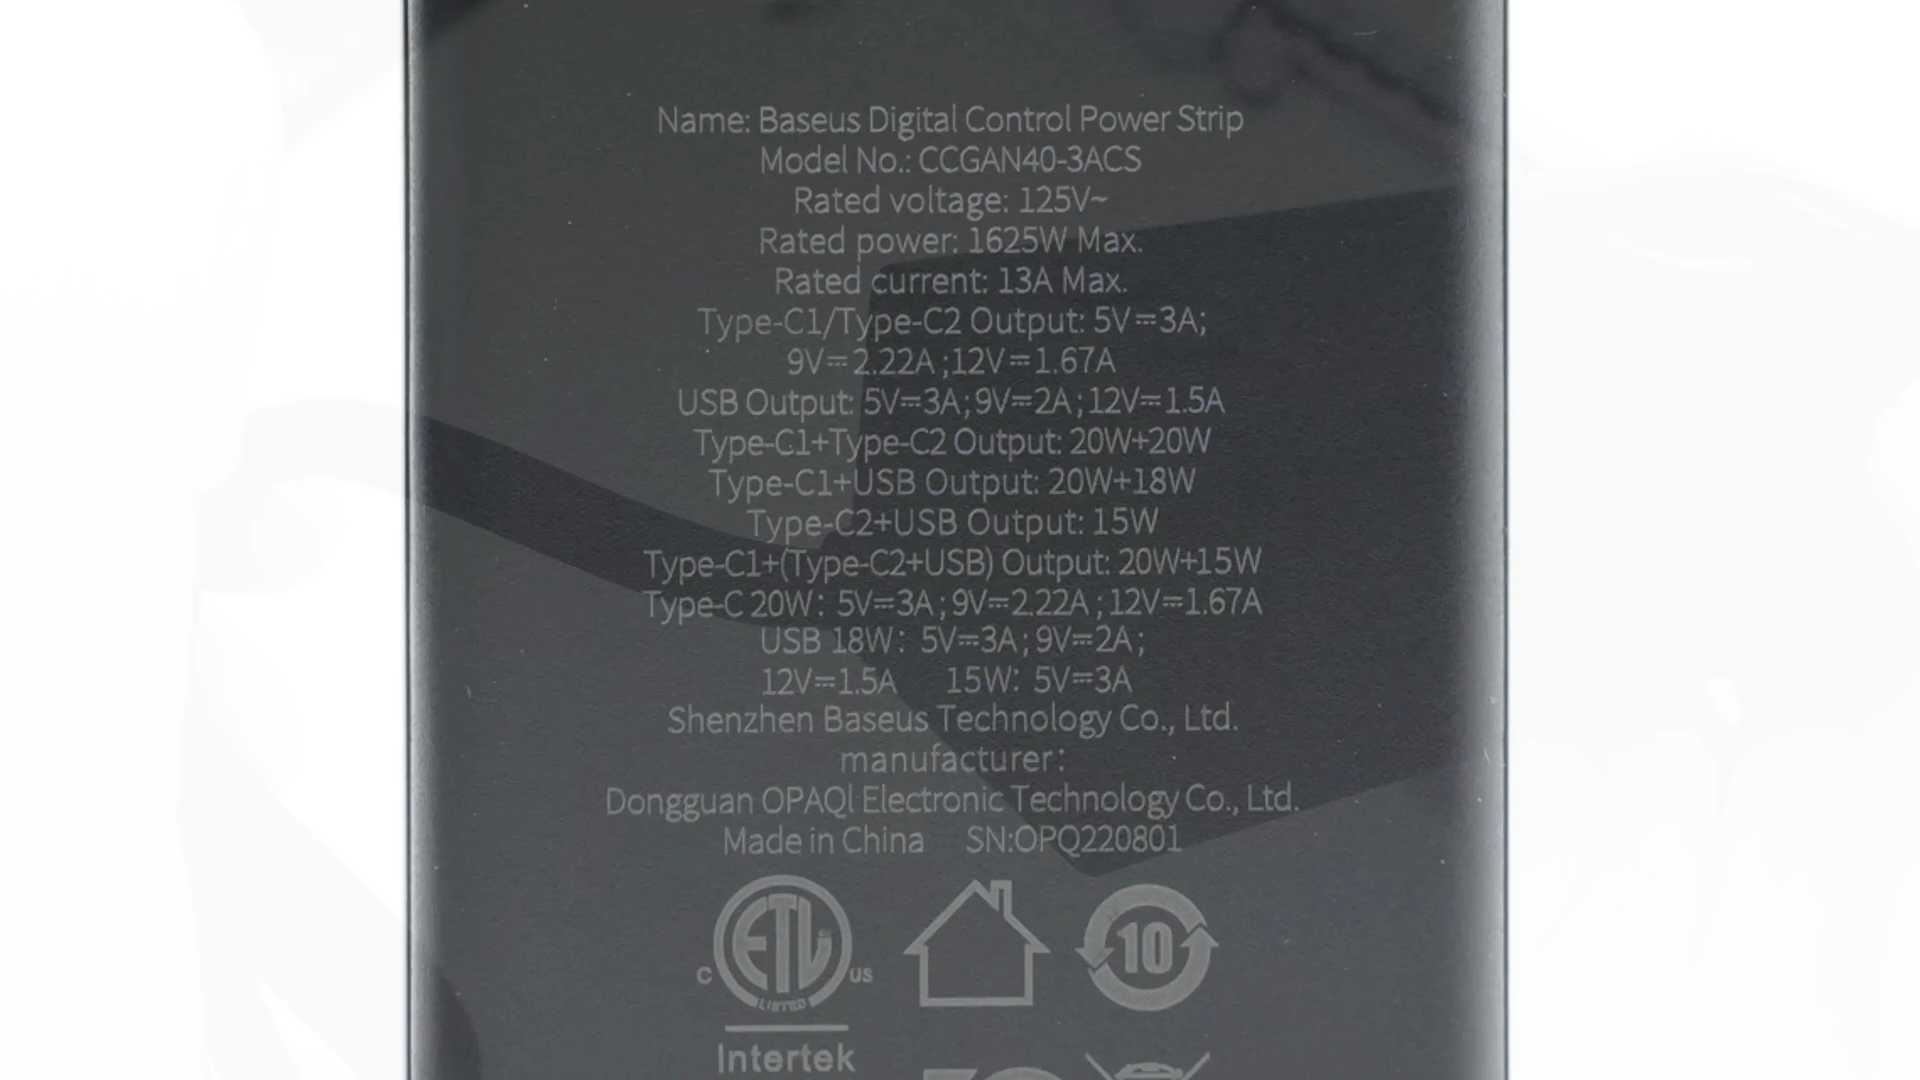 Name: Baseus Digital Control Power Strip
Model No.: CCGAN40-3ACS
Rated voltage: 125V~
Rated power: 1625W Max.
Rated current: 13A Max.
Type-C1/Type-C2 Output: 5V⎓3A;
9V⎓2.22A ;12V⎓1.67A
USB Output: 5V⎓3A;9V⎓2A;12V⎓1.5A
Type-C1+Type-C2 Output: 20W+20W
Type-C1+USB Output: 20W+18W
Type-C2+USB Output: 15W
Type-C1+(Type-C2+USB) Output: 20W+15W
Type-C 20W: 5V⎓3A;9V⎓2.22A ;12V⎓1.67A
USB 18W: 5V⎓3A;9V⎓2A;
12V⎓1.5A 15W: 5V⎓3A
Shenzhen Baseus Technology Co., Ltd.
manufacturer:
Dongguan OPAQl Electronic Technology Co., Ltd.
Made in China SN:OPQ220801
C ETL US 10
LISTED
Intertek